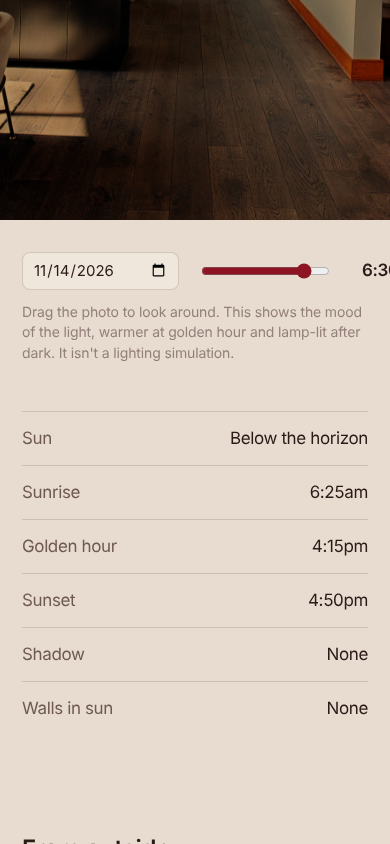 11/14/2026
Drag the photo to look around. This shows the mood
of the light, warmer at golden hour and lamp-lit after
dark. It isn't a lighting simulation.
Sun Below the horizon
Sunrise 6:25am
Golden hour 4:15pm
Sunset 4:50pm
Shadow None
Walls in sun None